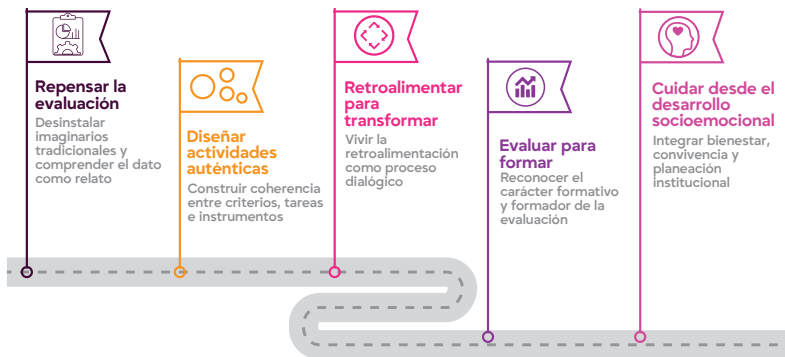 Repensar la
evaluación
Desinstalar
imaginarios
tradicionales y
comprender el dato
como relato
Diseñar
actividades
auténticas
Construir coherencia
entre criterios, tareas
e instrumentos
Retroalimentar
para
transformar
Vivir la
retroalimentación
como proceso
dialógico
Evaluar para
formar
Reconocer el
carácter formativo
y formador de la
evaluación
Cuidar desde el
desarrollo
socioemocional
Integrar bienestar,
convivencia y
planeación
institucional